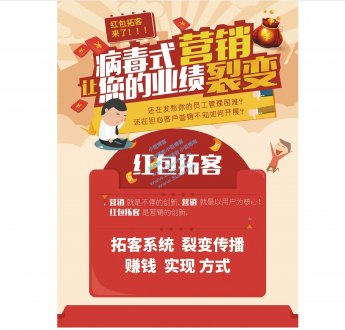 红包拓客
来了!!!
病毒式营销
让您的业绩裂变
还在发愁你的员工管理困难?
还在担心客户营销不知如何开展?
红包拓客
营销 就是不停的创新, 营销 就是以用户为核心!
红包拓客 是营销的创新。
拓客系统 裂变传播
赚钱 实现 方式